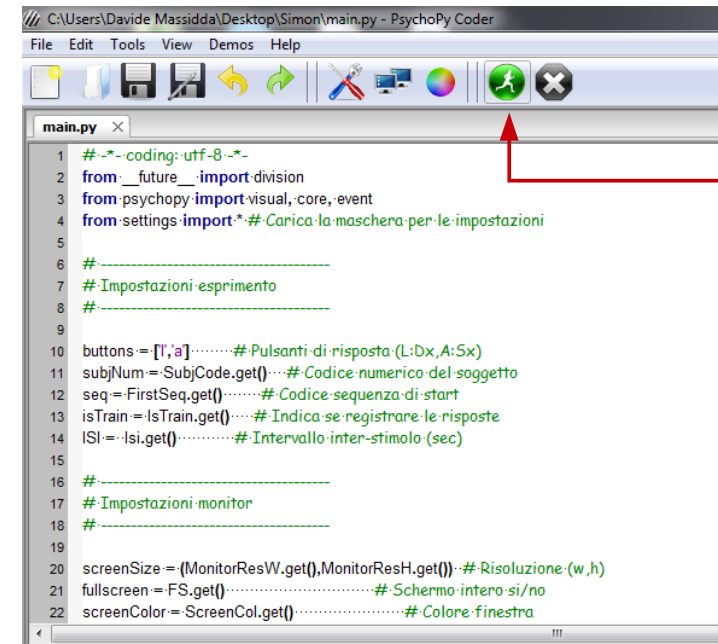 C:\Users\Davide Massidda\Desktop\Simon\main.py - PsychoPy Coder
File Edit Tools View Demos Help
main.py
1 # -*- coding: utf-8 -*-
2 from __future__ import division
3 from psychopy import visual, core, event
4 from settings import * # Carica la maschera per le impostazioni
5
6 # --------------------------------------
7 # Impostazioni esprimento
8 # --------------------------------------
9
10 buttons = ['l','a'] # Pulsanti di risposta (L:Dx,A:Sx)
11 subjNum = SubjCode.get() # Codice numerico del soggetto
12 seq = FirstSeq.get() # Codice sequenza di start
13 isTrain = IsTrain.get() # Indica se registrare le risposte
14 ISI = Isi.get() # Intervallo inter-stimolo (sec)
15
16 # --------------------------------------
17 # Impostazioni monitor
18 # --------------------------------------
19
20 screenSize = (MonitorResW.get(),MonitorResH.get()) # Risoluzione (w,h)
21 fullscreen = FS.get() # Schermo intero si/no
22 screenColor = ScreenCol.get() # Colore finestra